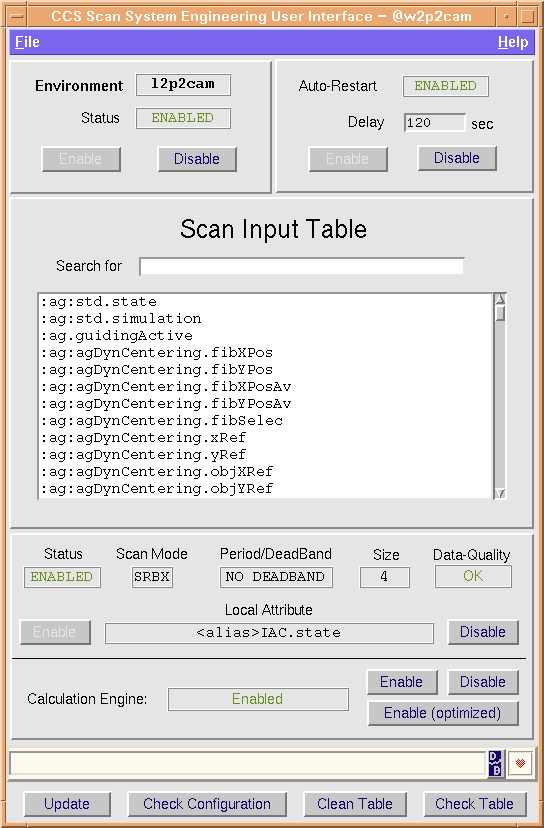 CCS Scan System Engineering User Interface - @w2p2cam
File Help
Environment l2p2cam
Status ENABLED
Enable Disable
Auto-Restart ENABLED
Delay 120 sec
Enable Disable
Scan Input Table
Search for
:ag:std.state
:ag:std.simulation
:ag.guidingActive
:ag:agDynCentering.fibXPos
:ag:agDynCentering.fibYPos
:ag:agDynCentering.fibXPosAv
:ag:agDynCentering.fibYPosAv
:ag:agDynCentering.fibSelec
:ag:agDynCentering.xRef
:ag:agDynCentering.yRef
:ag:agDynCentering.objXRef
:ag:agDynCentering.objYRef
Status Scan Mode Period/DeadBand Size Data-Quality
ENABLED SRBX NO DEADBAND 4 OK
Local Attribute
Enable <alias>IAC.state Disable
Calculation Engine: Enabled
Enable Disable
Enable (optimized)
D B
Update Check Configuration Clean Table Check Table